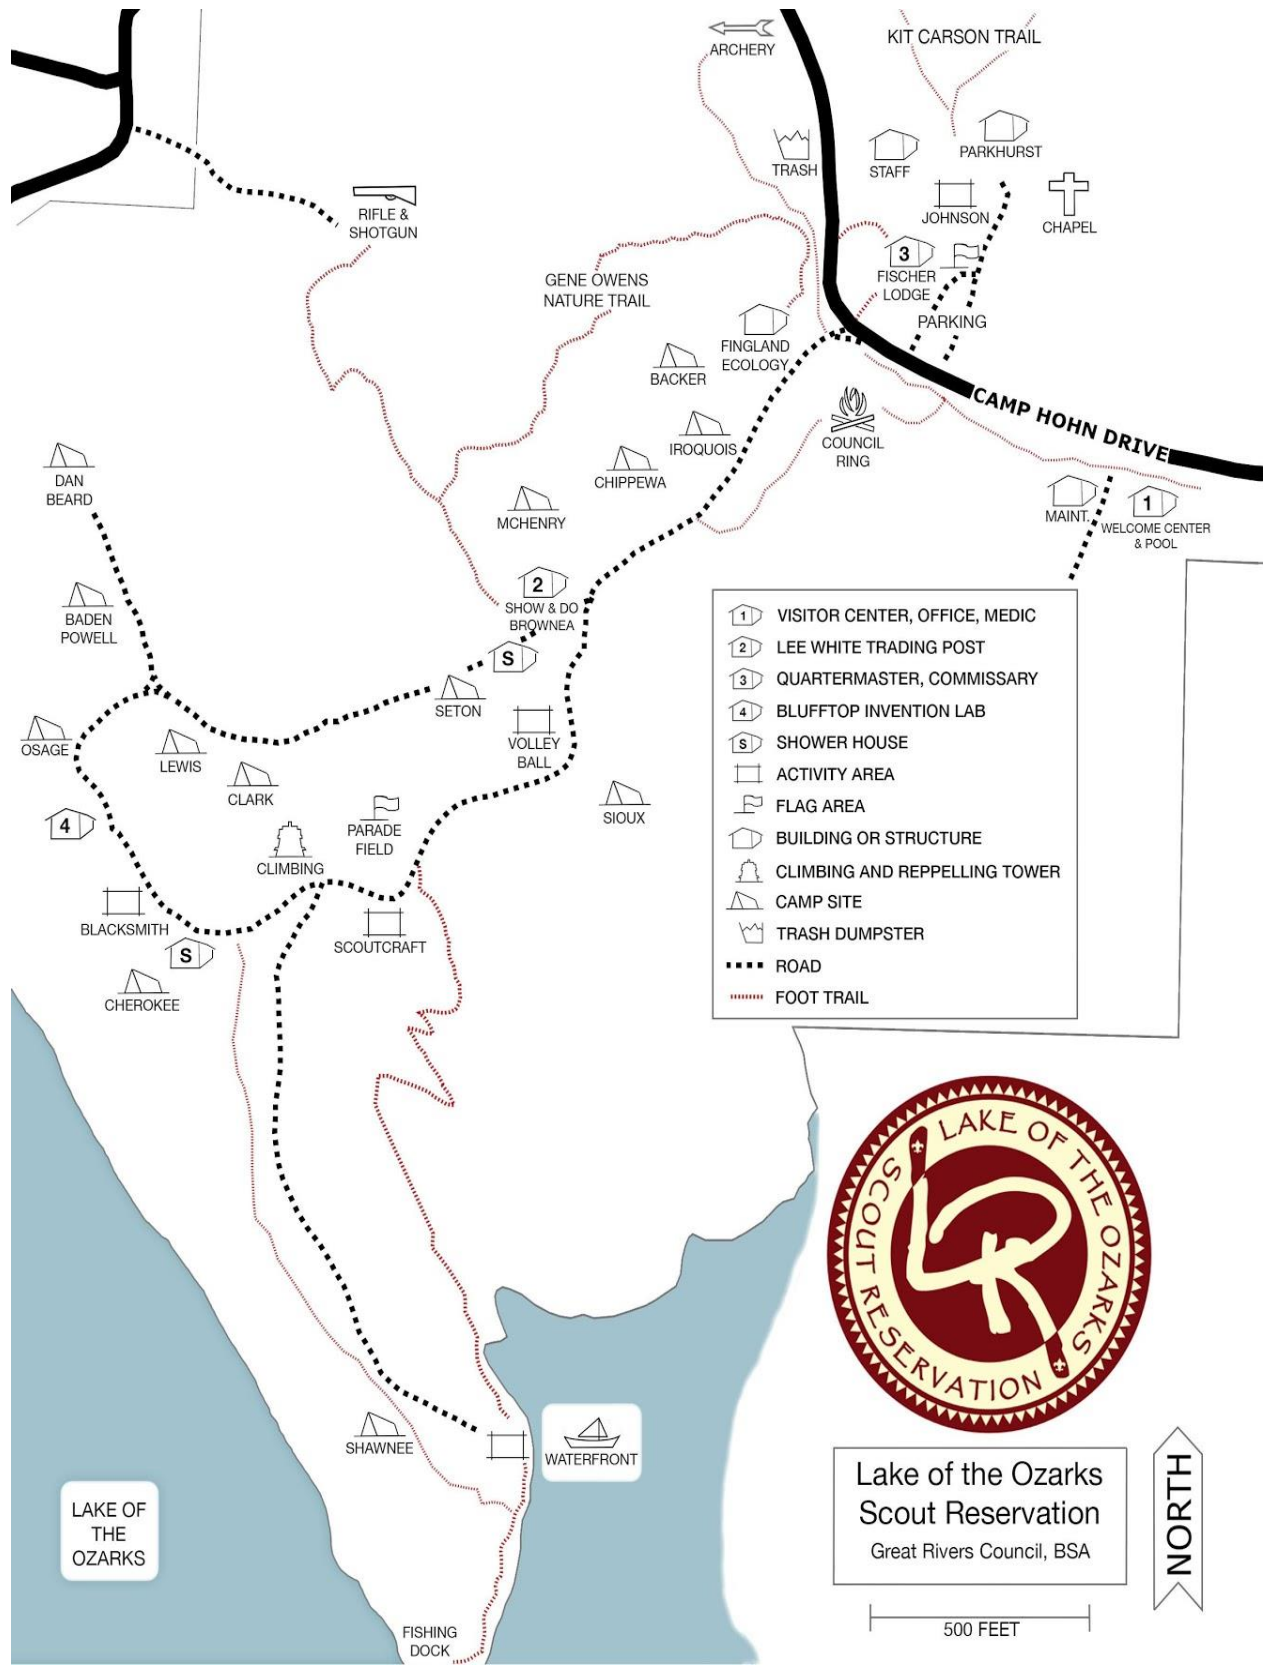 ARCHERY
KIT CARSON TRAIL
TRASH
STAFF
PARKHURST
JOHNSON
CHAPEL
RIFLE &
SHOTGUN
3
FISCHER
LODGE
GENE OWENS
NATURE TRAIL
PARKING
FINGLAND
ECOLOGY
BACKER
CAMP HOHN DRIVE
IROQUOIS
COUNCIL
RING
CHIPPEWA
DAN
BEARD
MCHENRY
MAINT.
1
WELCOME CENTER
& POOL
2
SHOW & DO
BROWNEA
BADEN
POWELL
S
SETON
VOLLEY
BALL
OSAGE
LEWIS
CLARK
SIOUX
4
PARADE
FIELD
CLIMBING
BLACKSMITH
SCOUTCRAFT
S
CHEROKEE
1 VISITOR CENTER, OFFICE, MEDIC
2 LEE WHITE TRADING POST
3 QUARTERMASTER, COMMISSARY
4 BLUFFTOP INVENTION LAB
S SHOWER HOUSE
ACTIVITY AREA
FLAG AREA
BUILDING OR STRUCTURE
CLIMBING AND REPPELLING TOWER
CAMP SITE
TRASH DUMPSTER
ROAD
FOOT TRAIL
LAKE OF THE OZARKS
SCOUT RESERVATION
LR
SHAWNEE
WATERFRONT
LAKE OF
THE
OZARKS
Lake of the Ozarks
Scout Reservation
Great Rivers Council, BSA
NORTH
500 FEET
FISHING
DOCK